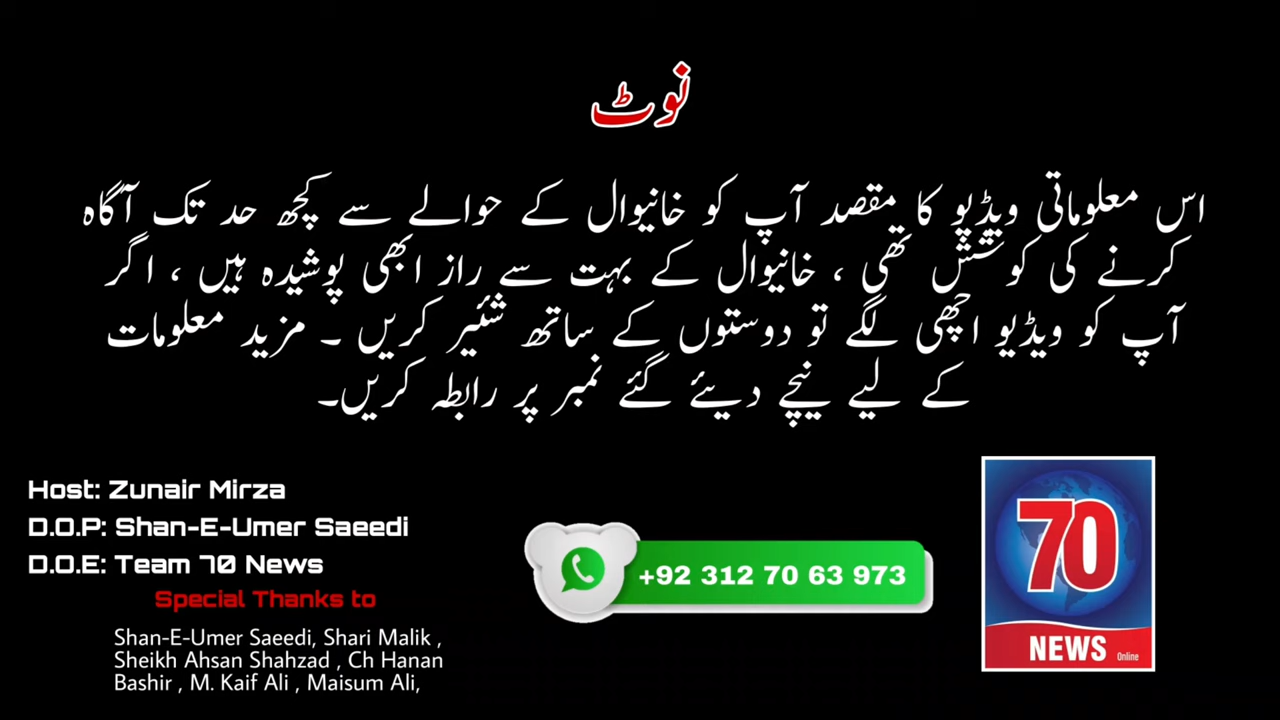 نوٹ
اس معلوماتی ویڈیو کا مقصد آپ کو خانیوال کے حوالے سے کچھ حد تک آگاہ
کرنے کی کوشش تھی ، خانیوال کے بہت سے راز ابھی پوشیدہ ہیں ، اگر
آپ کو ویڈیو اچھی لگے تو دوستوں کے ساتھ شئیر کریں ۔ مزید معلومات
کے لیے نیچے دیئے گئے نمبر پر رابطہ کریں۔
Host: Zunair Mirza
D.O.P: Shan-E-Umer Saeedi
D.O.E: Team 70 News
Special Thanks to
Shan-E-Umer Saeedi, Shari Malik ,
Sheikh Ahsan Shahzad , Ch Hanan
Bashir , M. Kaif Ali , Maisum Ali,
+92 312 70 63 973
70
NEWS Online